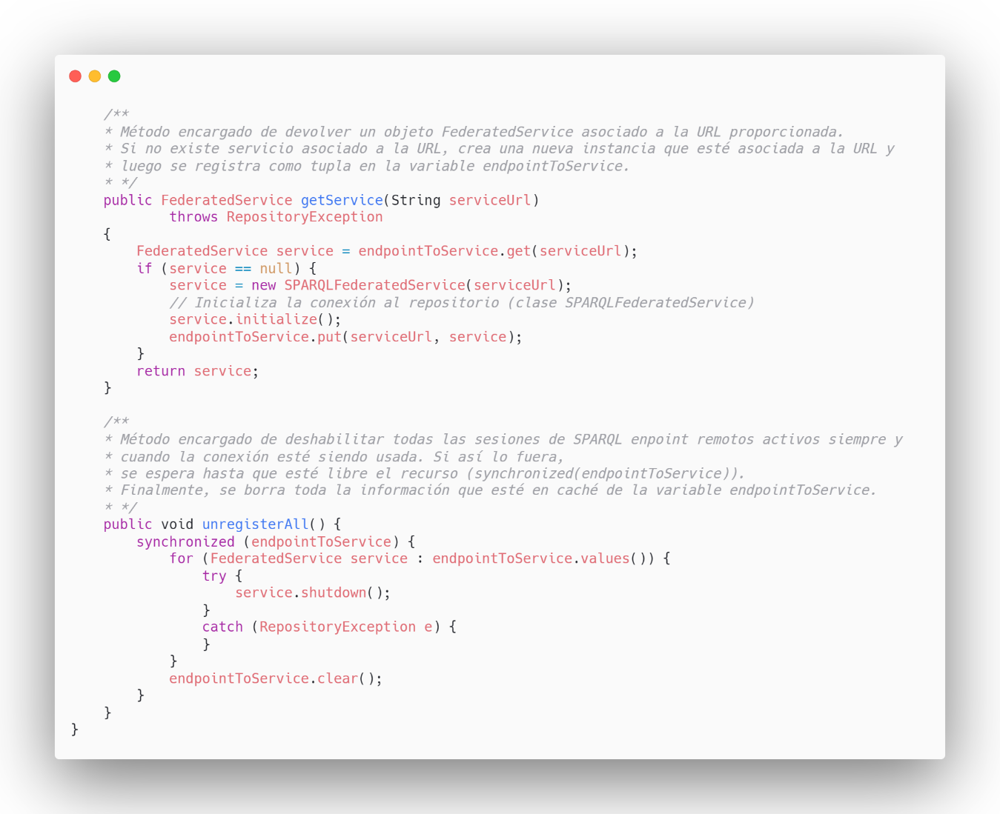 /**
* Método encargado de devolver un objeto FederatedService asociado a la URL proporcionada.
* Si no existe servicio asociado a la URL, crea una nueva instancia que esté asociada a la URL y
* luego se registra como tupla en la variable endpointToService.
* */
public FederatedService getService(String serviceUrl)
throws RepositoryException
{
FederatedService service = endpointToService.get(serviceUrl);
if (service == null) {
service = new SPARQLFederatedService(serviceUrl);
// Inicializa la conexión al repositorio (clase SPARQLFederatedService)
service.initialize();
endpointToService.put(serviceUrl, service);
}
return service;
}
/**
* Método encargado de deshabilitar todas las sesiones de SPARQL enpoint remotos activos siempre y
* cuando la conexión esté siendo usada. Si así lo fuera,
* se espera hasta que esté libre el recurso (synchronized(endpointToService)).
* Finalmente, se borra toda la información que esté en caché de la variable endpointToService.
* */
public void unregisterAll() {
synchronized (endpointToService) {
for (FederatedService service : endpointToService.values()) {
try {
service.shutdown();
}
catch (RepositoryException e) {
}
}
endpointToService.clear();
}
}
}